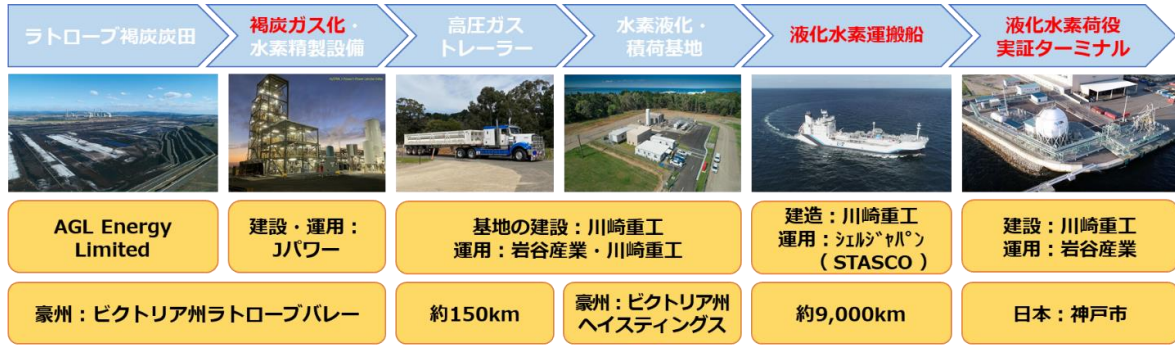 ラトローブ褐炭炭田
褐炭ガス化・
水素精製設備
高圧ガス
トレーラー
水素液化・
積荷基地
液化水素運搬船
液化水素荷役
実証ターミナル
AGL Energy
Limited
建設・運用：
Jパワー
基地の建設：川崎重工
運用：岩谷産業・川崎重工
建造：川崎重工
運用：ｼｪﾙｼﾞｬﾊﾟﾝ
（ STASCO ）
建設：川崎重工
運用：岩谷産業
豪州：ビクトリア州ラトローブバレー
約150km
豪州：ビクトリア州
ヘイスティングス
約9,000km
日本：神戸市